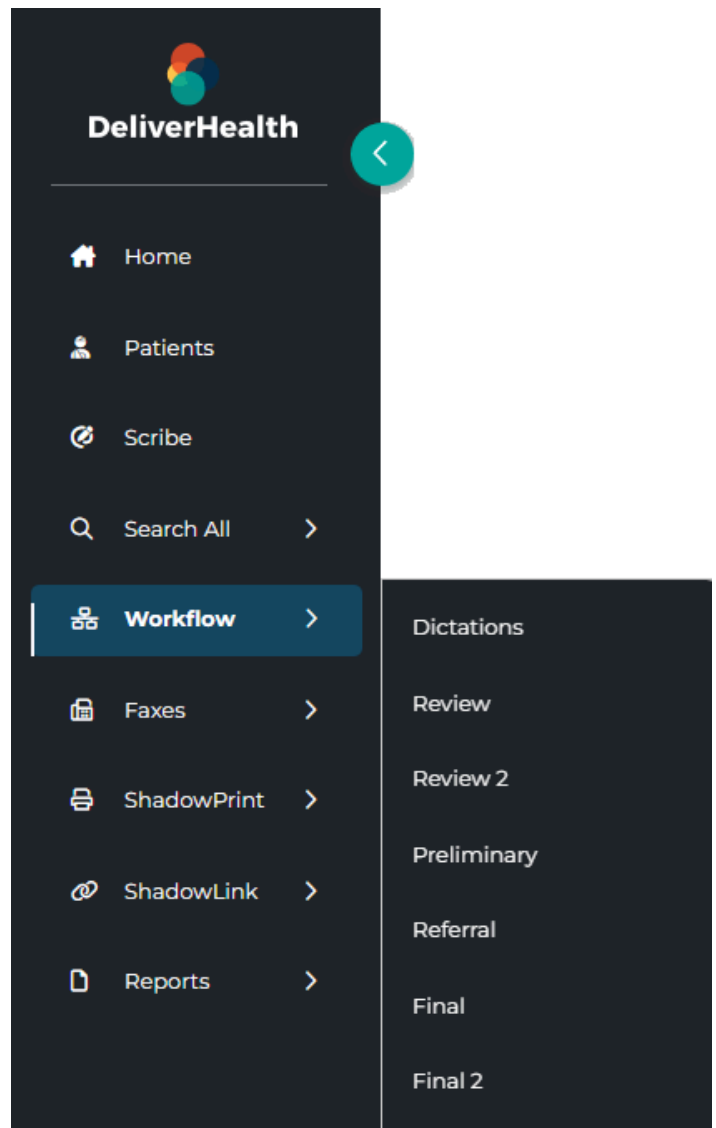 DeliverHealth
Home
Patients
Scribe
Search All
Workflow
Faxes
ShadowPrint
ShadowLink
Reports
Dictations
Review
Review 2
Preliminary
Referral
Final
Final 2